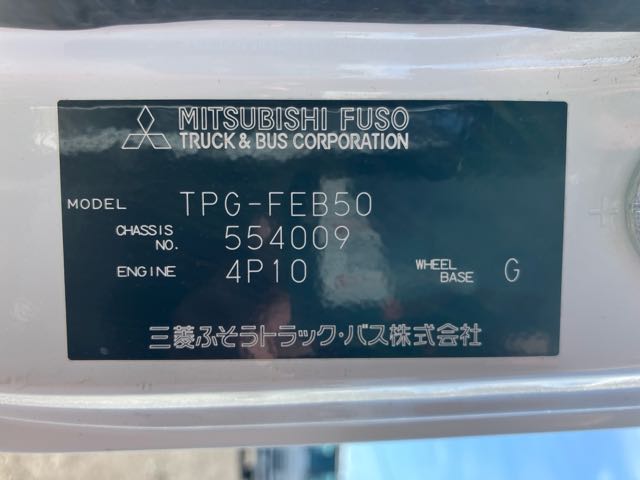 MITSUBISHI FUSO
TRUCK & BUS CORPORATION
MODEL TPG-FEB50
CHASSIS NO. 554009
ENGINE 4P10 WHEEL BASE G
三菱ふそうトラック・バス株式会社